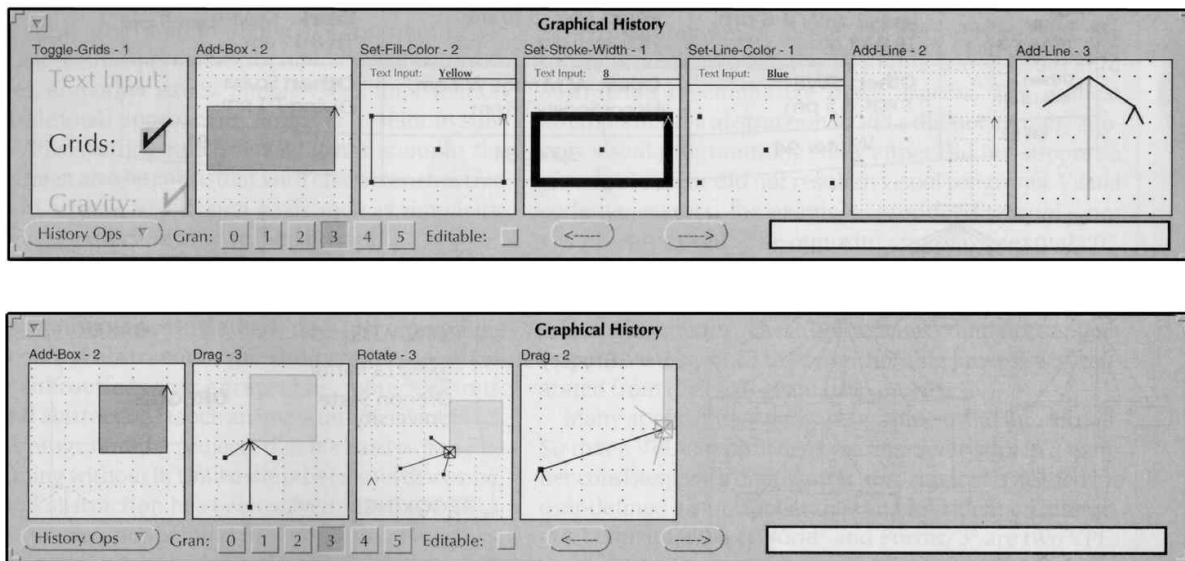 Graphical History
Toggle-Grids - 1 Add-Box - 2 Set-Fill-Color - 2 Set-Stroke-Width - 1 Set-Line-Color - 1 Add-Line - 2 Add-Line - 3
Text Input: Text Input: Yellow Text Input: 8 Text Input: Blue
Grids:
Gravity:
History Ops Gran: 0 1 2 3 4 5 Editable: <---- ---->
Graphical History
Add-Box - 2 Drag - 3 Rotate - 3 Drag - 2
History Ops Gran: 0 1 2 3 4 5 Editable: <---- ---->